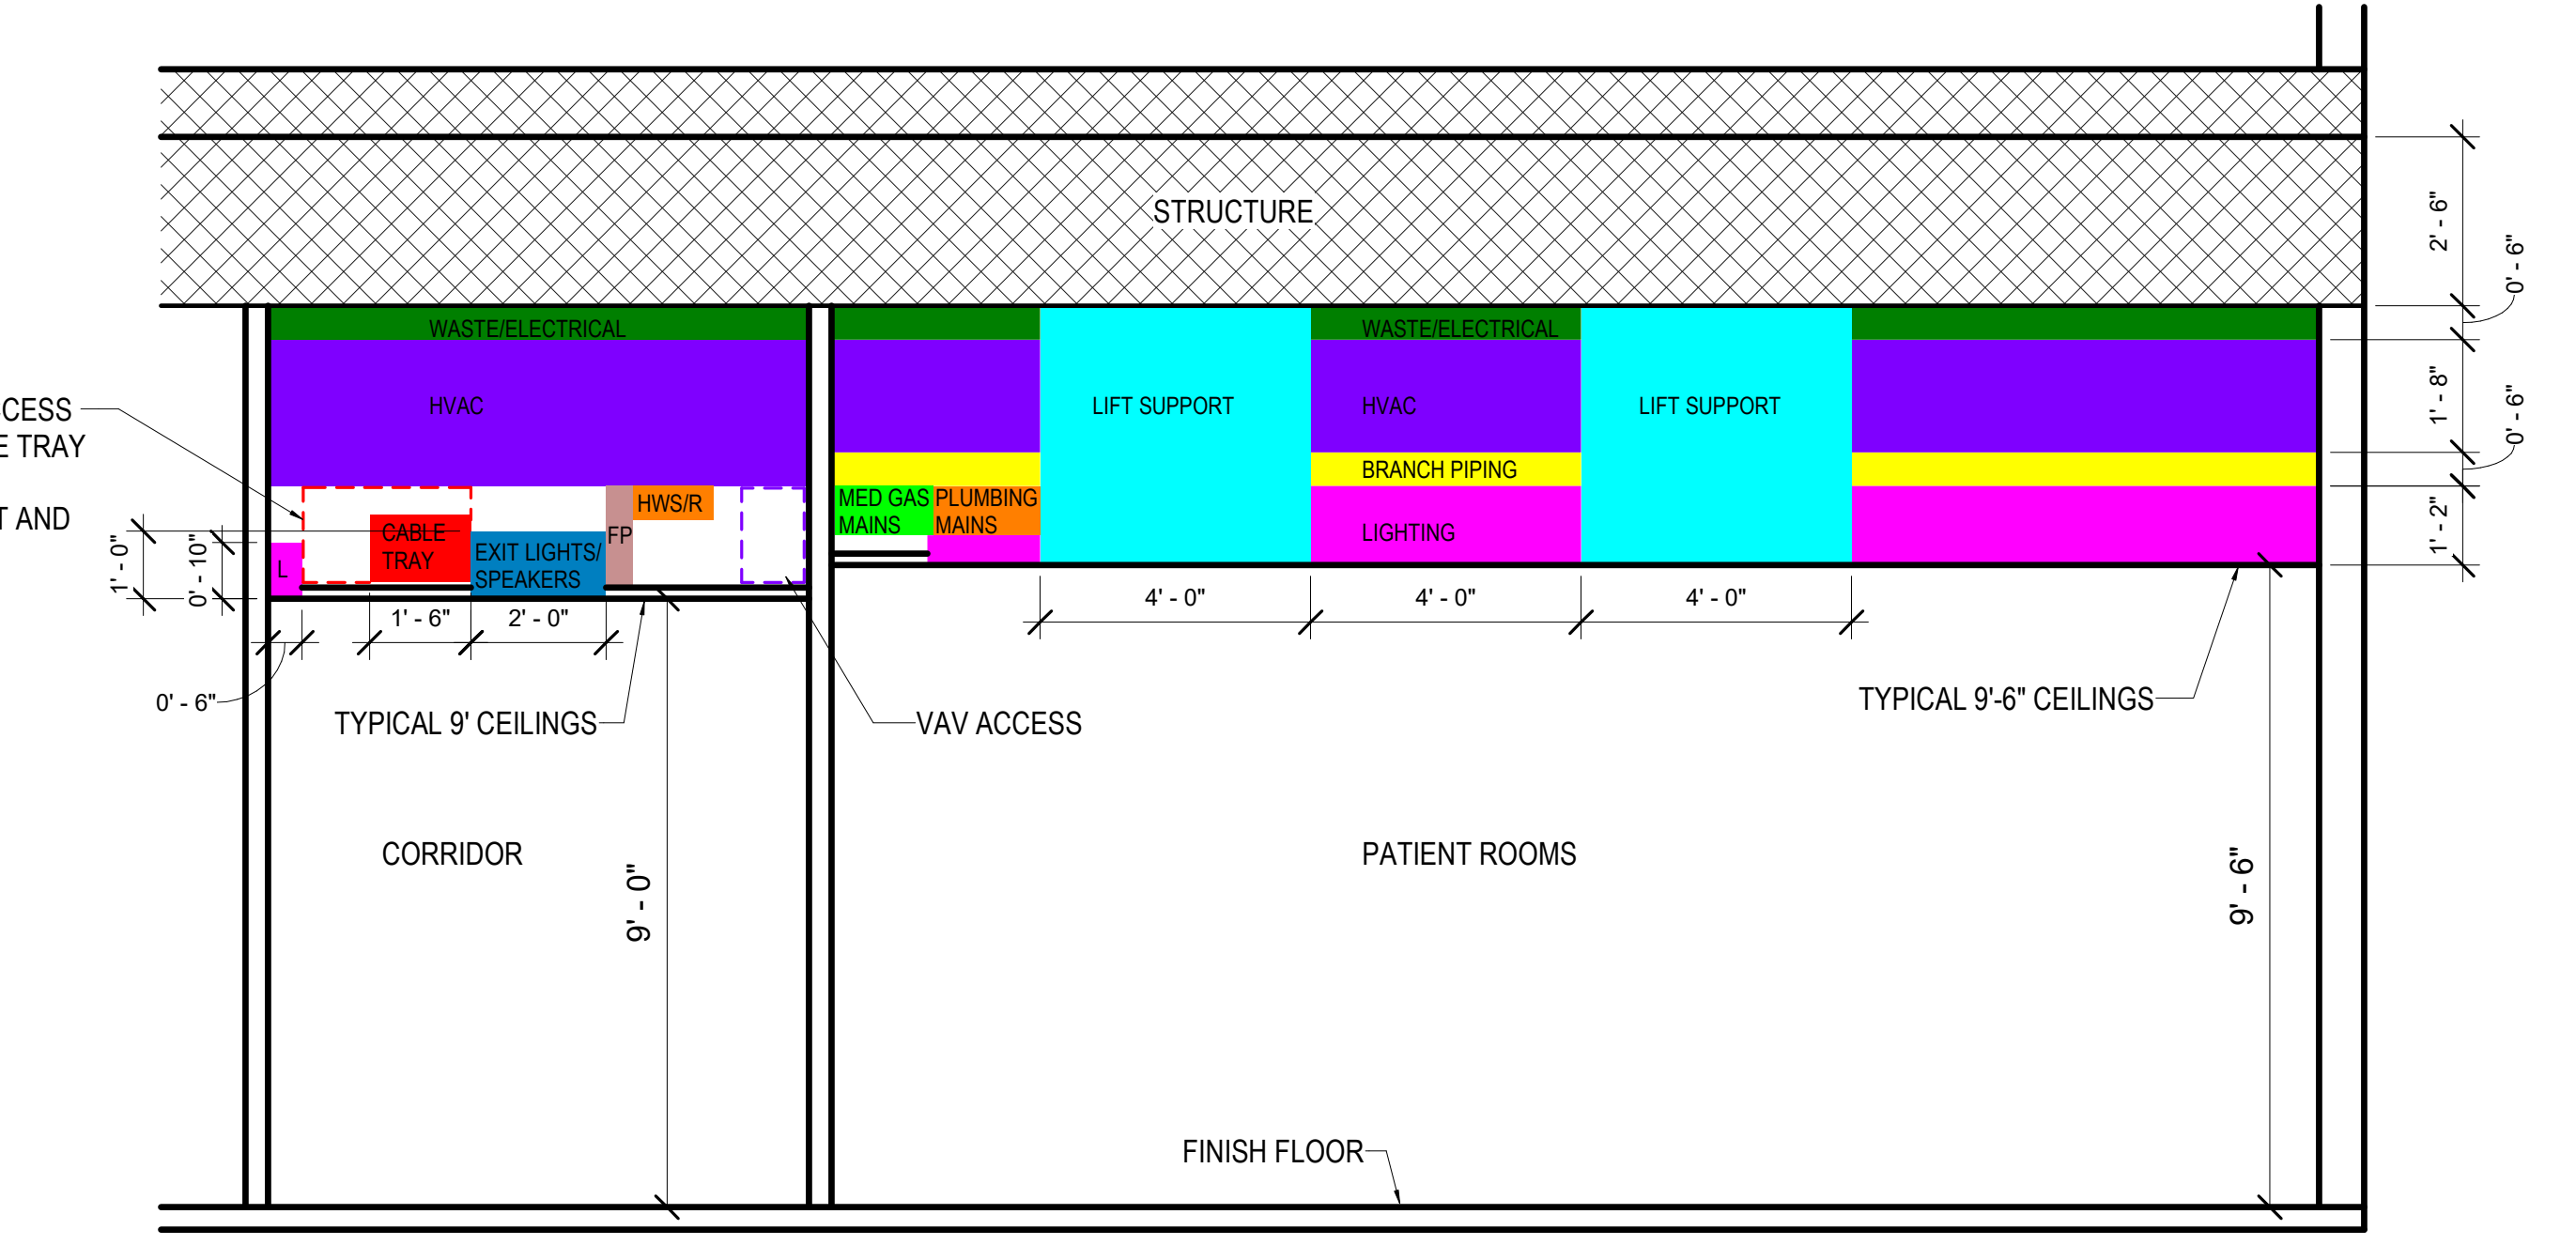 STRUCTURE
2' - 6"
0' - 6"
WASTE/ELECTRICAL
WASTE/ELECTRICAL
HVAC
LIFT SUPPORT
HVAC
LIFT SUPPORT
1' - 8"
0' - 6"
CESS
E TRAY
T AND
BRANCH PIPING
MED GAS
MAINS
PLUMBING
MAINS
HWS/R
FP
CABLE
TRAY
EXIT LIGHTS/
SPEAKERS
L
LIGHTING
1' - 2"
1' - 0"
0' - 10"
1' - 6"
2' - 0"
4' - 0"
4' - 0"
4' - 0"
0' - 6"
TYPICAL 9' CEILINGS
VAV ACCESS
TYPICAL 9'-6" CEILINGS
CORRIDOR
9' - 0"
PATIENT ROOMS
9' - 6"
FINISH FLOOR